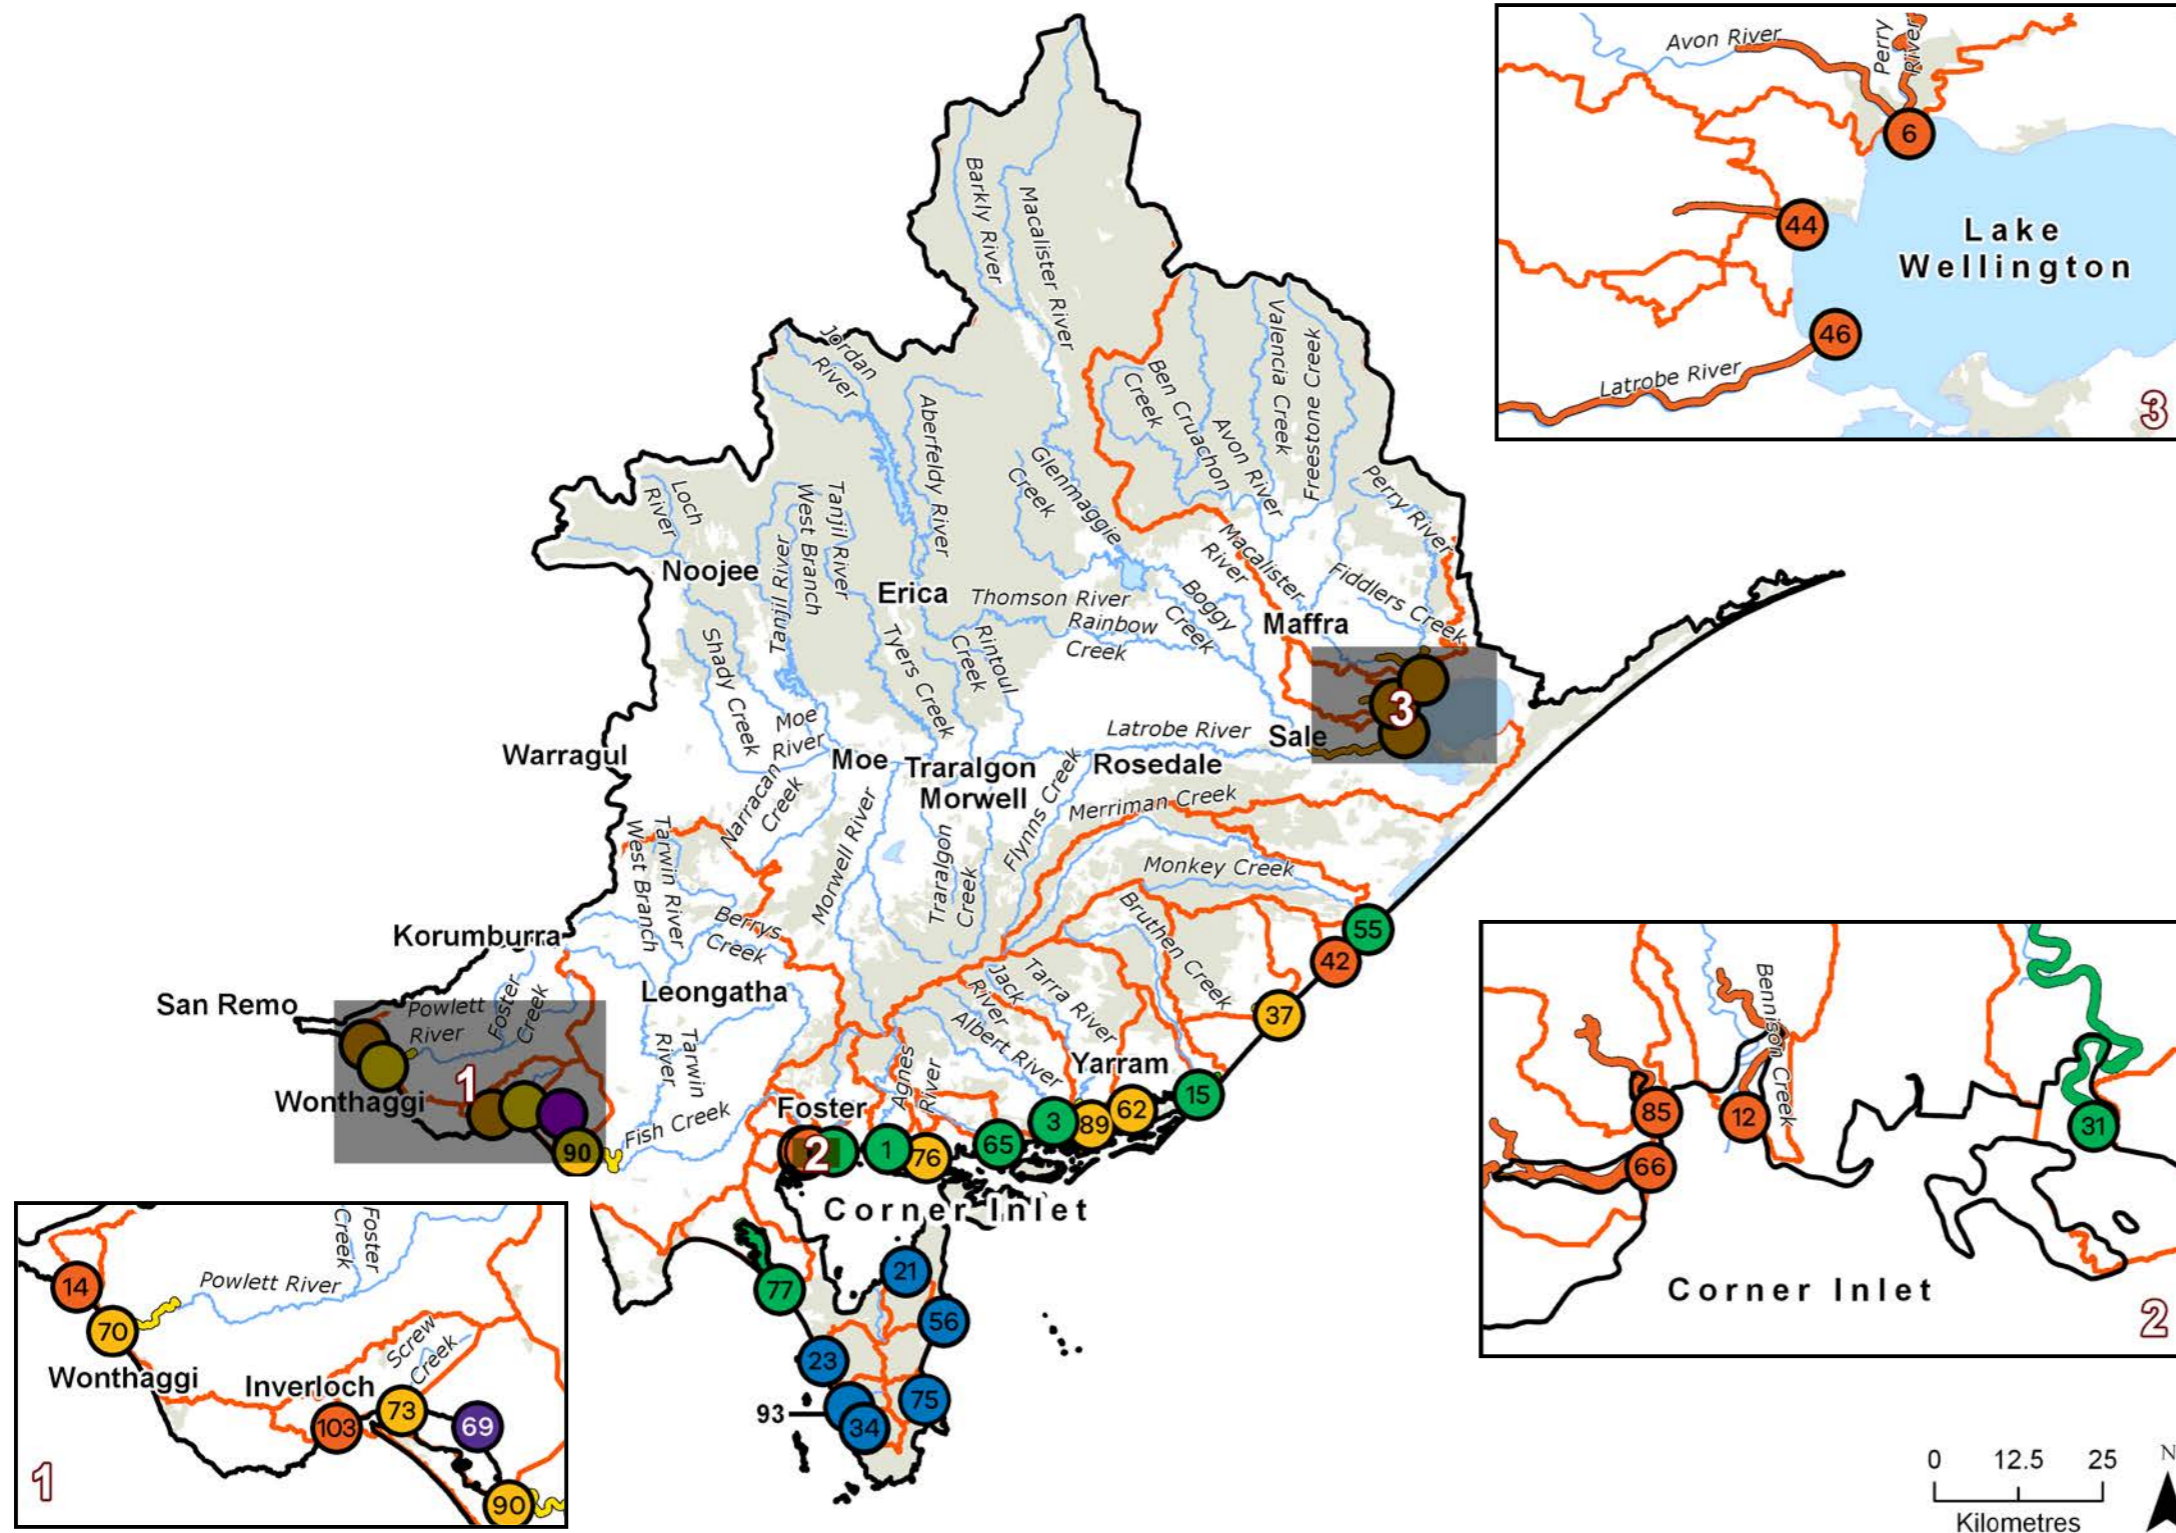 Avon River
Perry
River
6
44
Lake
Wellington
46
Latrobe River
3
Barkly River
Macalister River
Jordan
River
Aberfeldy River
Ben Cruachon
Creek
Valencia Creek
Freestone Creek
Avon River
Glenmaggie
Creek
Perry River
Loch
River
Tanjil River
West Branch
Tanjil River
Noojee
Erica
Thomson River
Rainbow
Creek
Boggy
Creek
Macalister
River
Fiddlers Creek
Maffra
Shady Creek
Tyers Creek
Rintoul
Creek
Moe
River
Warragul
Moe
Traralgon
Morwell
Latrobe River
Rosedale
Sale
3
Narracan
Creek
Morwell River
Flynns Creek
Merriman Creek
Tarwin River
West Branch
Traralgon
Creek
Monkey Creek
Berrys
Creek
Bruthen Creek
Korumburra
55
42
Leongatha
Jack
River
Tarra River
37
San Remo
Powlett
River
Foster
Creek
Tarwin
River
Albert River
Agnes
River
Yarram
1
Wonthaggi
90
Fish Creek
Foster
2
1
76
65
3
89
62
15
Corner Inlet
77
21
56
23
75
93
34
Foster
Creek
Powlett River
14
70
Wonthaggi
Inverloch
Screw
Creek
103
73
69
90
1
Bennison Creek
85
12
66
31
Corner Inlet
2
0 12.5 25
Kilometres
N